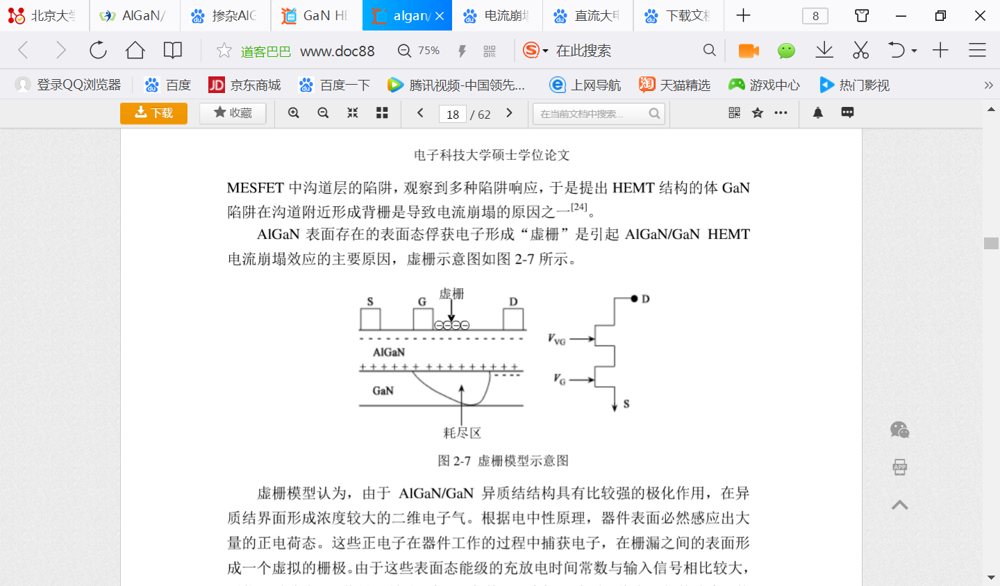 北京大学 AlGaN/ 掺杂AlG GaN HE algan/ 电流崩塌 直流大电 下载文档 8
道客巴巴 www.doc88 75% 在此搜索
登录QQ浏览器 百度 京东商城 百度一下 腾讯视频-中国领先... 上网导航 天猫精选 游戏中心 热门影视
下载 收藏 18 / 62 在当前文档中搜索...
电子科技大学硕士学位论文
MESFET 中沟道层的陷阱，观察到多种陷阱响应，于是提出 HEMT 结构的体 GaN
陷阱在沟道附近形成背栅是导致电流崩塌的原因之一[24]。
AlGaN 表面存在的表面态俘获电子形成“虚栅”是引起 AlGaN/GaN HEMT
电流崩塌效应的主要原因，虚栅示意图如图 2-7 所示。
虚栅
S G D
AlGaN
GaN
耗尽区
D
VVG
VG
S
图 2-7 虚栅模型示意图
虚栅模型认为，由于 AlGaN/GaN 异质结结构具有比较强的极化作用，在异
质结界面形成浓度较大的二维电子气。根据电中性原理，器件表面必然感应出大
量的正电荷态。这些正电子在器件工作的过程中捕获电子，在栅漏之间的表面形
成一个虚拟的栅极。由于这些表面态能级的充放电时间常数与输入信号相比较大，
APP